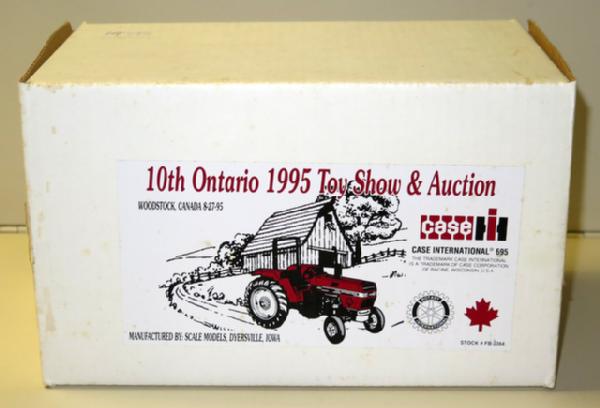 10th Ontario 1995 Toy Show & Auction
WOODSTOCK, CANADA 8-27-95
CASE IH
CASE INTERNATIONAL® 695
THE TRADEMARK CASE INTERNATIONAL
IS A TRADEMARK OF CASE CORPORATION
OF RACINE, WISCONSIN, U.S.A.
MANUFACTURED BY: SCALE MODELS, DYERSVILLE, IOWA